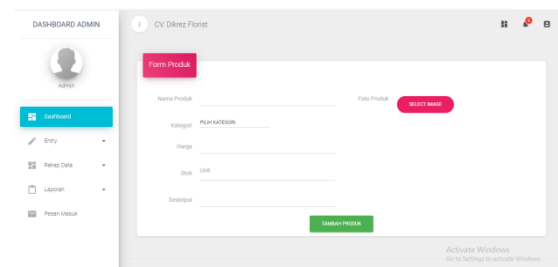 DASHBOARD ADMIN
CV. Dikrez Florist
Admin
Dashboard
Entry
Rekap Data
Laporan
Pesan Masuk
Form Produk
Nama Produk
Foto Produk
SELECT IMAGE
Kategori
PILIH KATEGORI
Harga
Stok
Unit
Deskripsi
TAMBAH PRODUK
Activate Windows
Go to Settings to activate Windows.